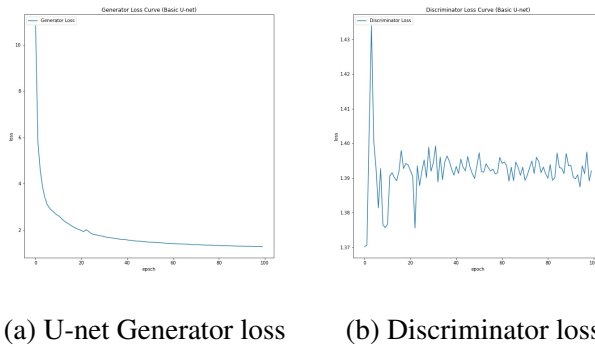 Generator Loss Curve (Basic U-net)
Generator Loss
10
8
6
4
2
loss
0 20 40 60 80 100
epoch
(a) U-net Generator loss
Discriminator Loss Curve (Basic U-net)
Discriminator Loss
1.43
1.42
1.41
1.40
1.39
1.38
1.37
loss
0 20 40 60 80 100
epoch
(b) Discriminator loss